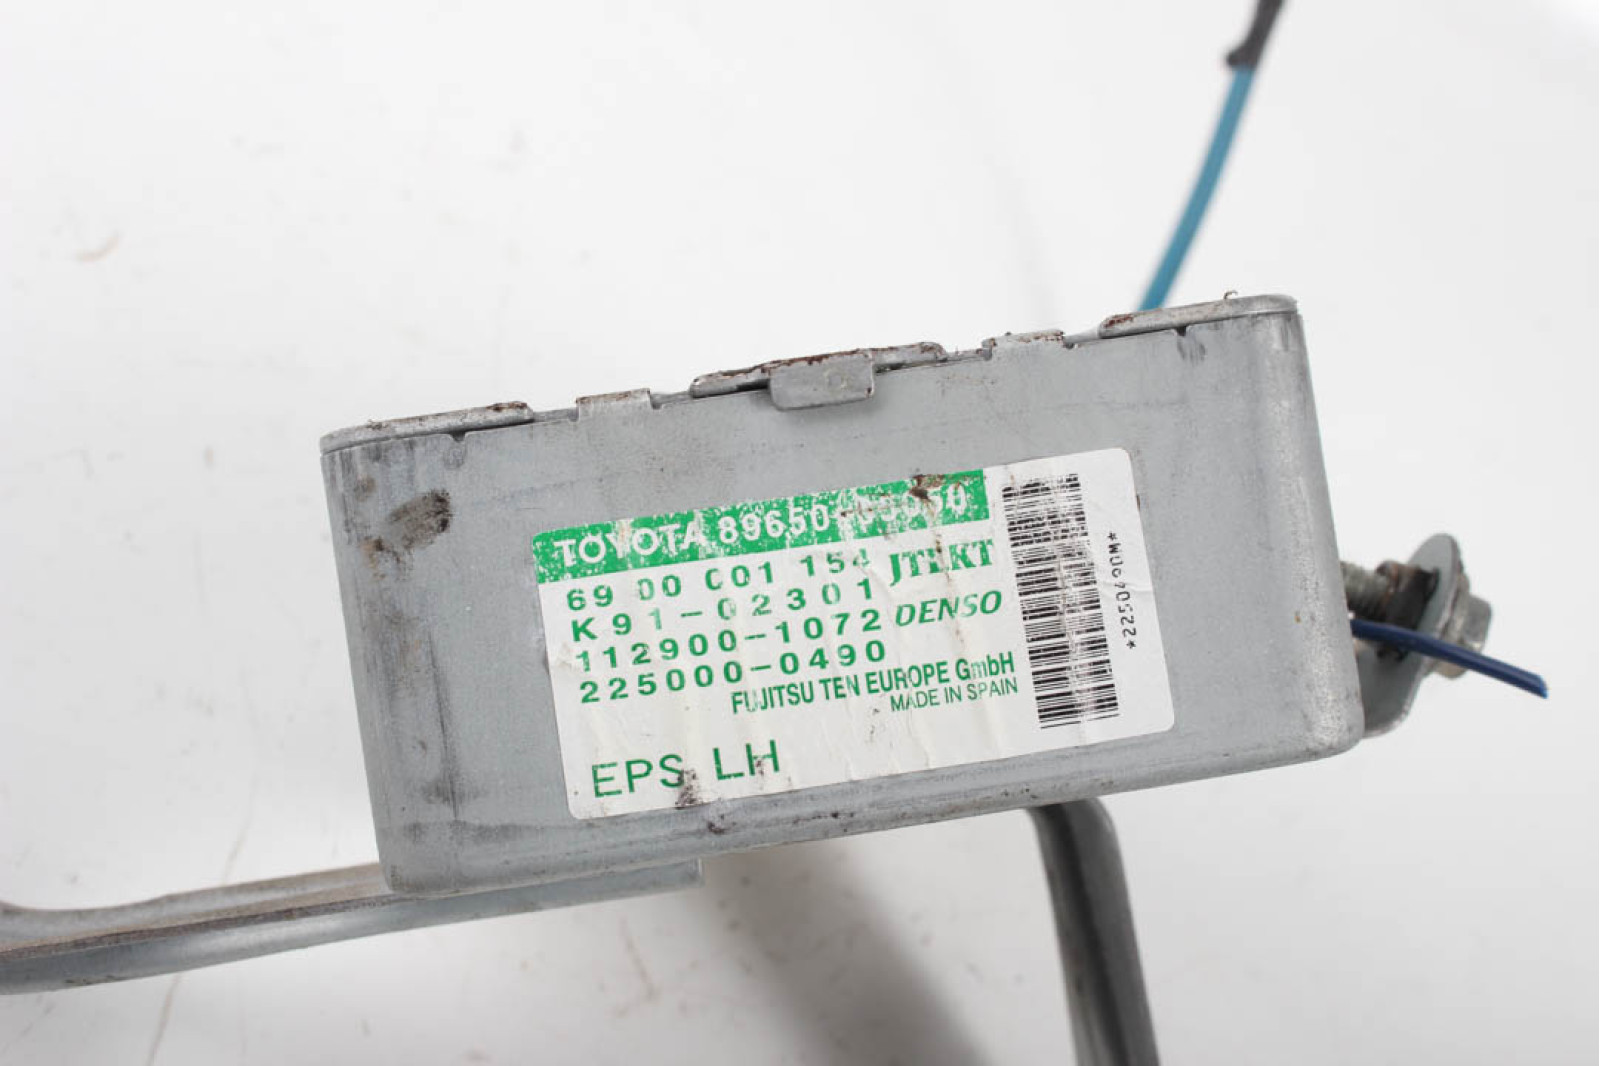 TOYOTA
69 00 001 154 JTEKT
K91-02301
112900-1072 DENSO
225000-0490
FUJITSU TEN EUROPE GmbH
MADE IN SPAIN
EPS LH